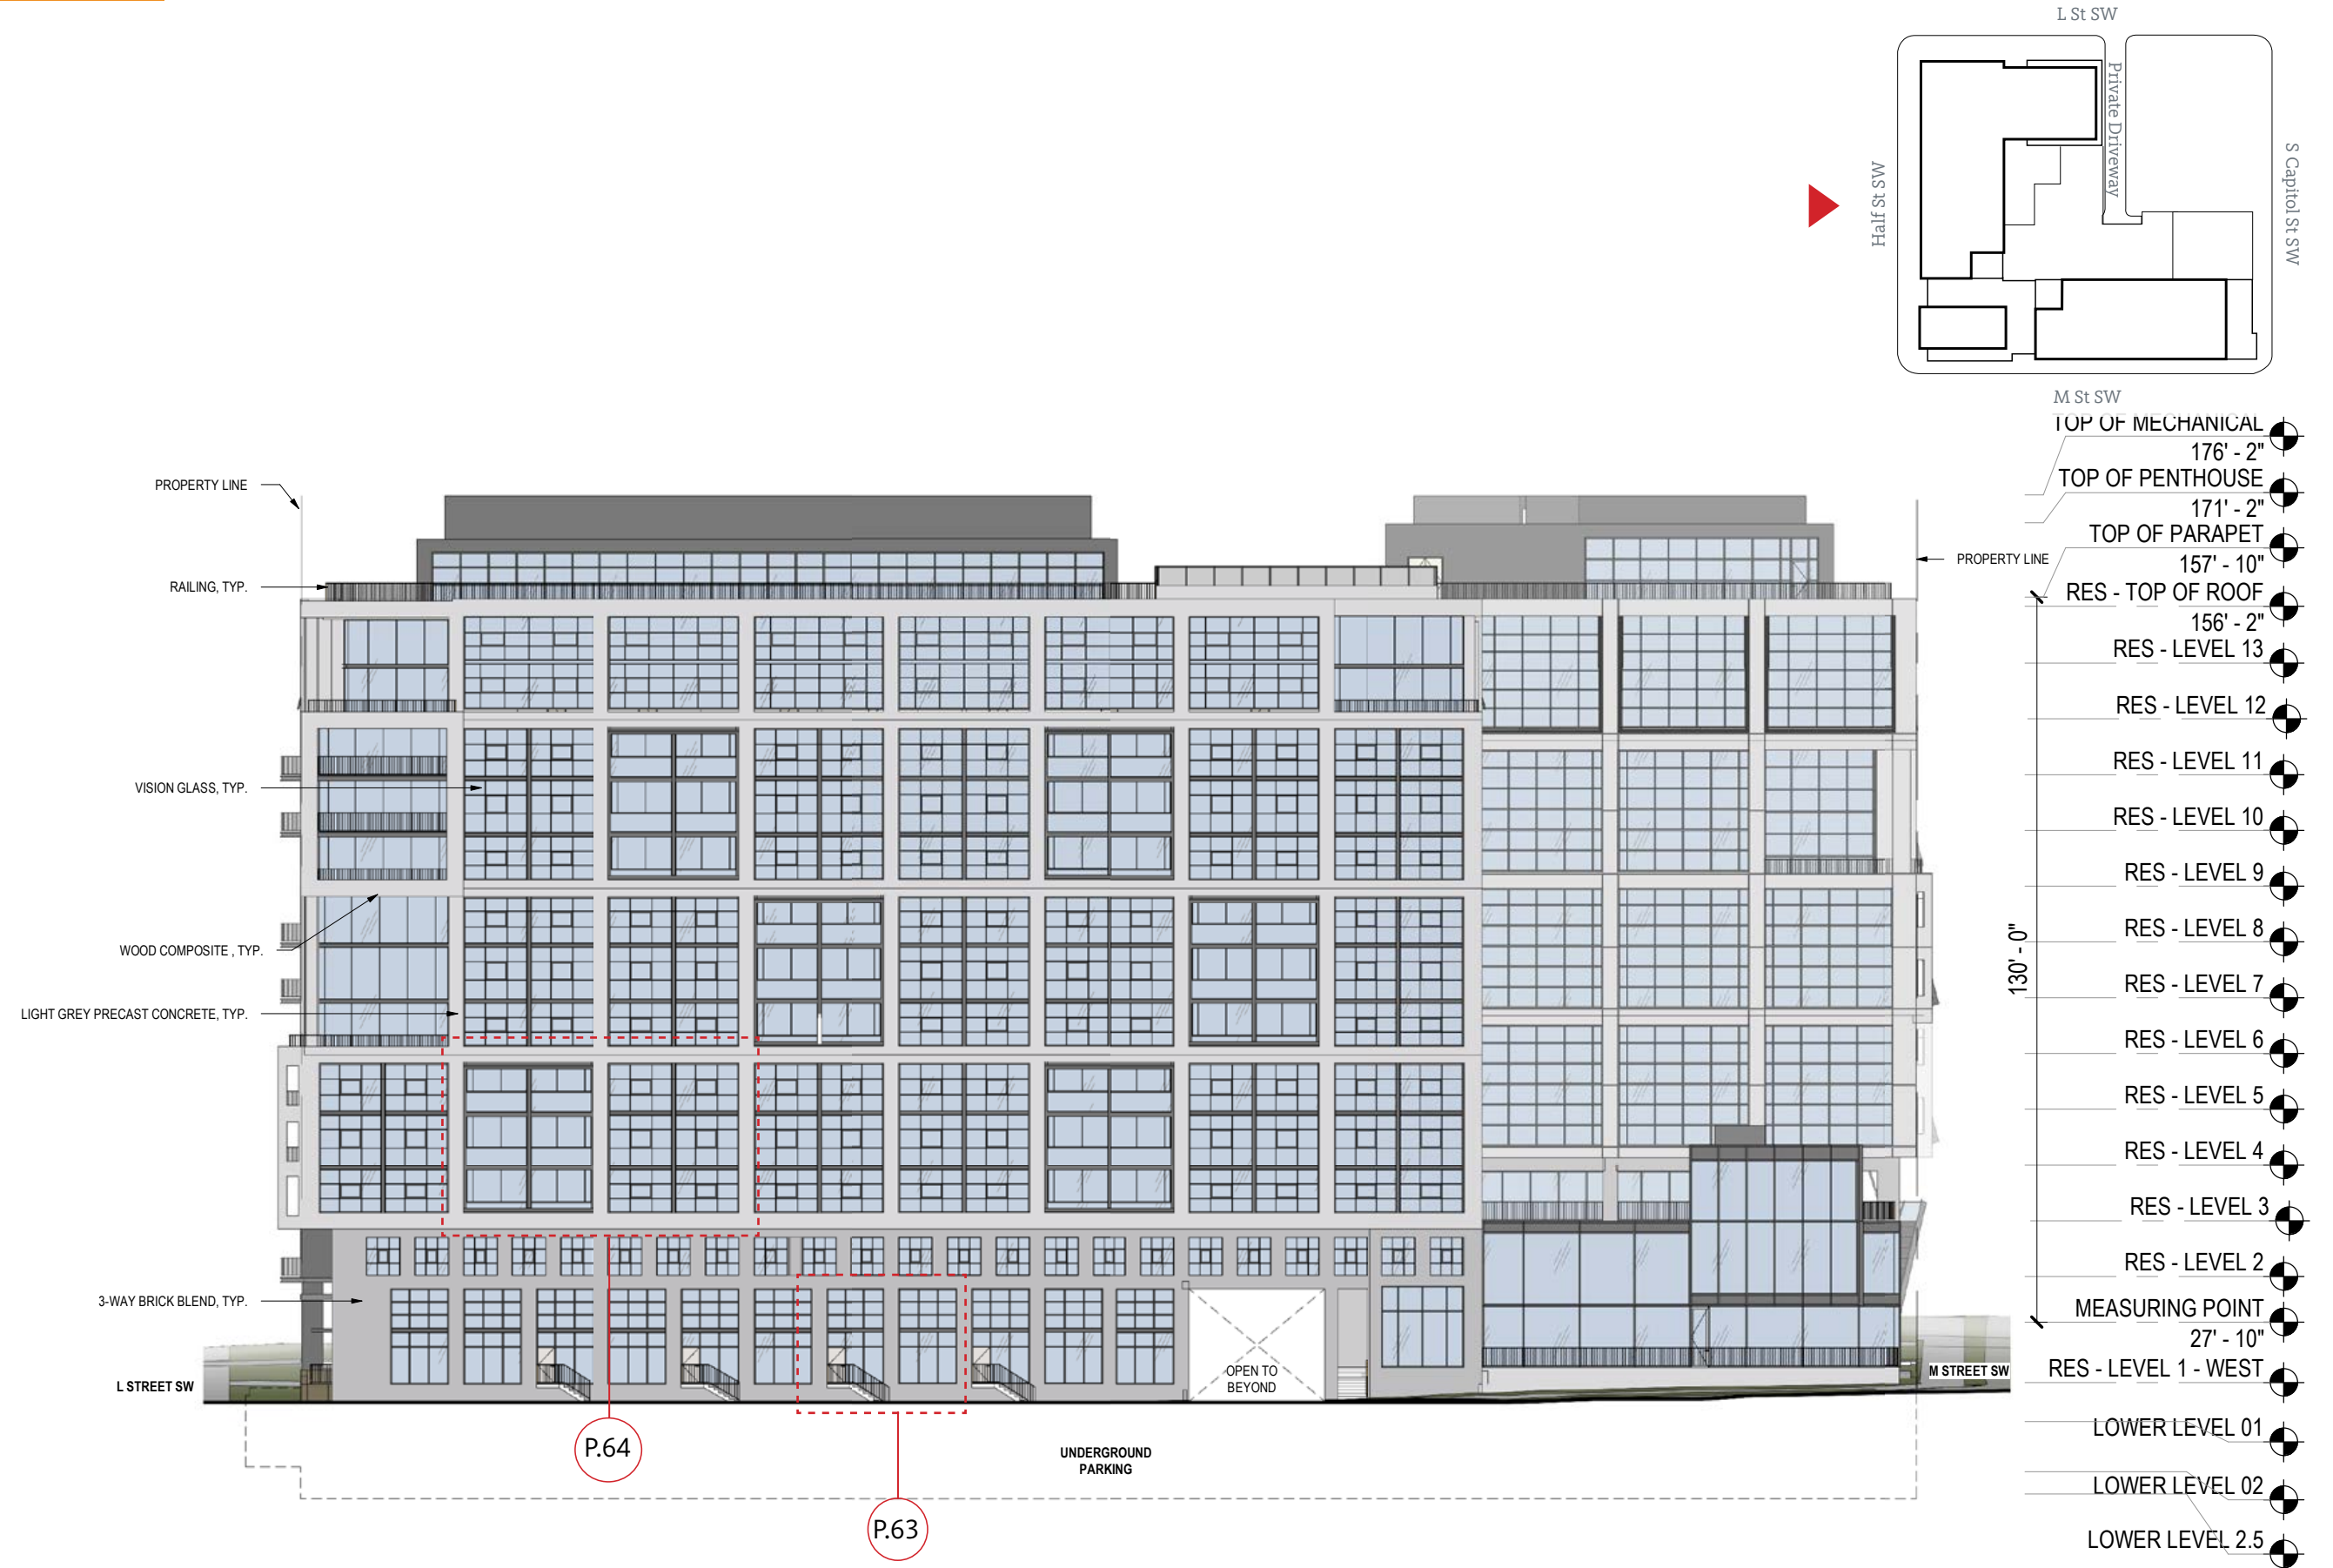 L St SW
Private Driveway
Half St SW
S Capitol St SW
M St SW
TOP OF MECHANICAL
176' - 2"
TOP OF PENTHOUSE
171' - 2"
TOP OF PARAPET
157' - 10"
RES - TOP OF ROOF
156' - 2"
RES - LEVEL 13
RES - LEVEL 12
RES - LEVEL 11
RES - LEVEL 10
RES - LEVEL 9
RES - LEVEL 8
RES - LEVEL 7
RES - LEVEL 6
RES - LEVEL 5
RES - LEVEL 4
RES - LEVEL 3
RES - LEVEL 2
MEASURING POINT
27' - 10"
RES - LEVEL 1 - WEST
LOWER LEVEL 01
LOWER LEVEL 02
LOWER LEVEL 2.5
130' - 0"
PROPERTY LINE
PROPERTY LINE
RAILING, TYP.
VISION GLASS, TYP.
WOOD COMPOSITE , TYP.
LIGHT GREY PRECAST CONCRETE, TYP.
3-WAY BRICK BLEND, TYP.
L STREET SW
OPEN TO
BEYOND
M STREET SW
P.64
UNDERGROUND
PARKING
P.63